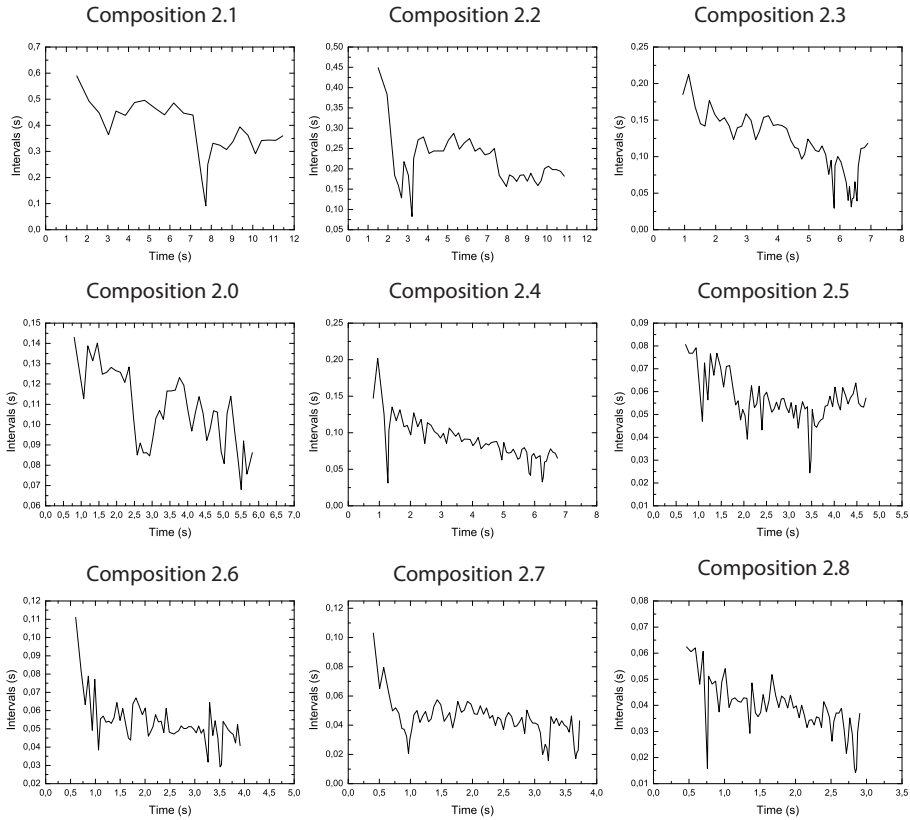 Composition 2.1
Intervals (s)
0,7
0,6
0,5
0,4
0,3
0,2
0,1
0,0
0 1 2 3 4 5 6 7 8 9 10 11 12
Time (s)
Composition 2.2
Intervals (s)
0,50
0,45
0,40
0,35
0,30
0,25
0,20
0,15
0,10
0,05
0 1 2 3 4 5 6 7 8 9 10 11 12
Time (s)
Composition 2.3
Intervals (s)
0,25
0,20
0,15
0,10
0,05
0,00
0 1 2 3 4 5 6 7 8
Time (s)
Composition 2.0
Intervals (s)
0,15
0,14
0,13
0,12
0,11
0,10
0,09
0,08
0,07
0,06
0,0 0,5 1,0 1,5 2,0 2,5 3,0 3,5 4,0 4,5 5,0 5,5 6,0 6,5 7,0
Time (s)
Composition 2.4
Intervals (s)
0,25
0,20
0,15
0,10
0,05
0,00
0 1 2 3 4 5 6 7 8
Time (s)
Composition 2.5
Intervals (s)
0,09
0,08
0,07
0,06
0,05
0,04
0,03
0,02
0,01
0,0 0,5 1,0 1,5 2,0 2,5 3,0 3,5 4,0 4,5 5,0 5,5
Time (s)
Composition 2.6
Intervals (s)
0,12
0,11
0,10
0,09
0,08
0,07
0,06
0,05
0,04
0,03
0,02
0,0 0,5 1,0 1,5 2,0 2,5 3,0 3,5 4,0 4,5 5,0
Time (s)
Composition 2.7
Intervals (s)
0,12
0,10
0,08
0,06
0,04
0,02
0,00
0,0 0,5 1,0 1,5 2,0 2,5 3,0 3,5 4,0
Time (s)
Composition 2.8
Intervals (s)
0,08
0,07
0,06
0,05
0,04
0,03
0,02
0,01
0,0 0,5 1,0 1,5 2,0 2,5 3,0 3,5
Time (s)